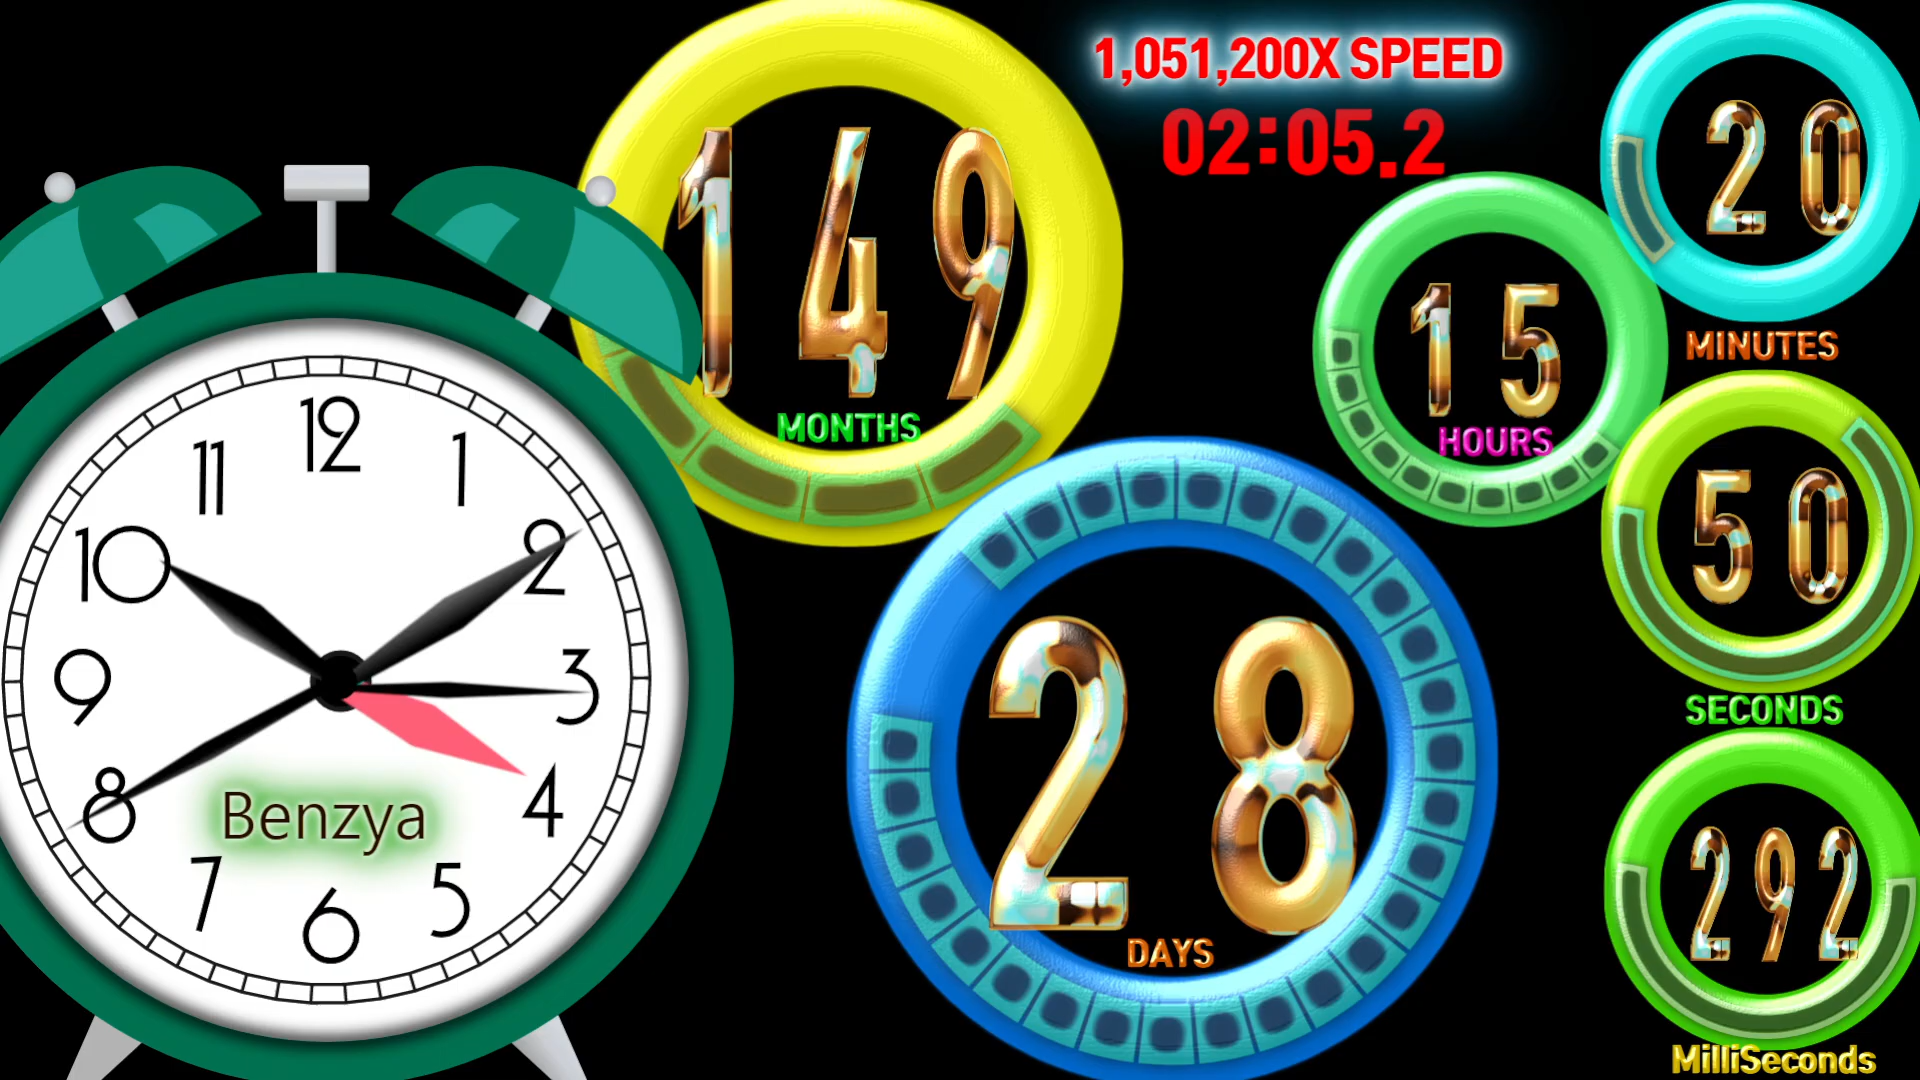 1,051,200X SPEED
02:05.2
149
MONTHS
28
DAYS
15
HOURS
20
MINUTES
50
SECONDS
292
MilliSeconds
12
1
2
3
4
5
6
7
8
9
10
11
Benzya